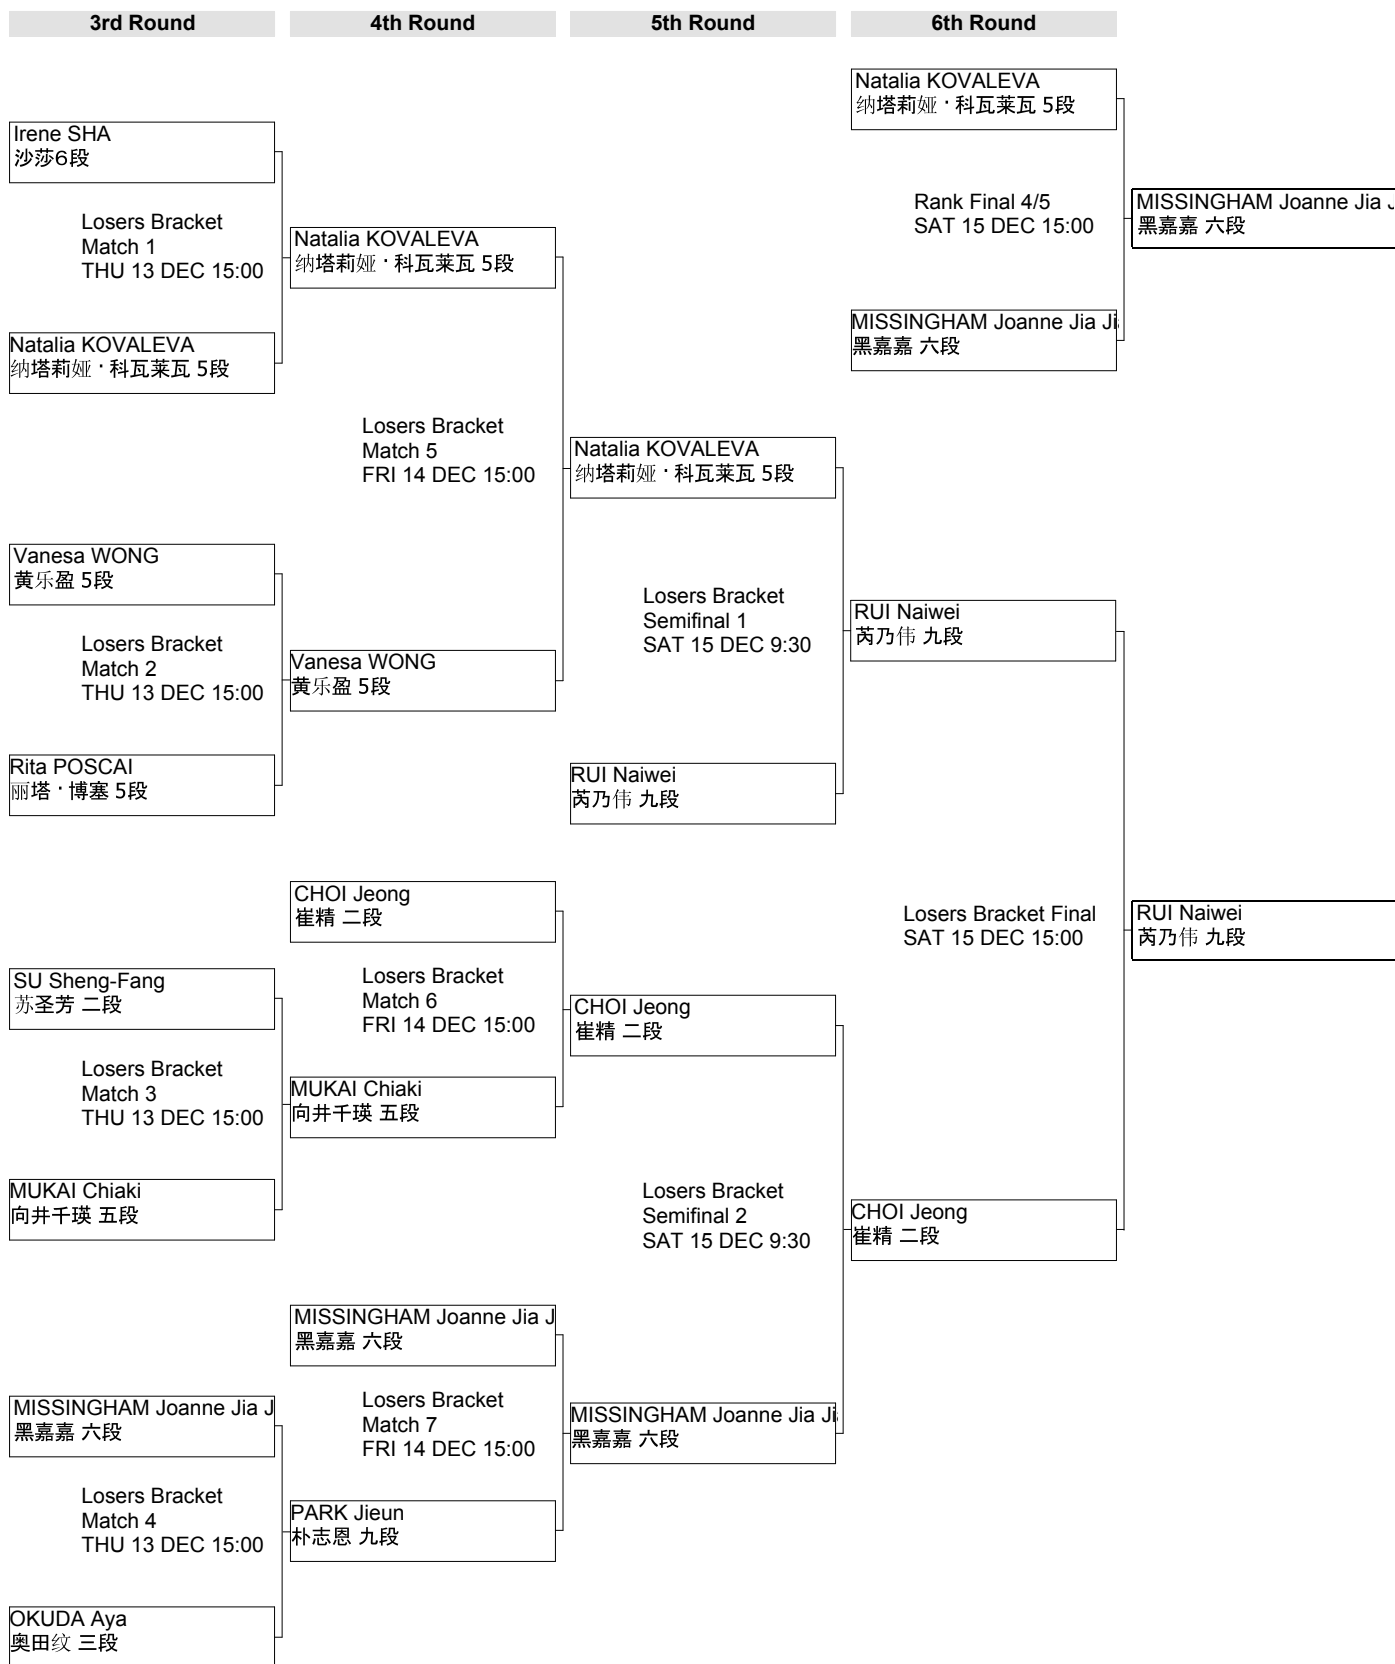 3rd Round
4th Round
5th Round
6th Round
Natalia KOVALEVA
纳塔莉娅·科瓦莱瓦 5段
Irene SHA
沙莎6段
Rank Final 4/5
SAT 15 DEC 15:00
MISSINGHAM Joanne Jia J
黑嘉嘉 六段
Losers Bracket
Match 1
THU 13 DEC 15:00
Natalia KOVALEVA
纳塔莉娅·科瓦莱瓦 5段
MISSINGHAM Joanne Jia Ji
黑嘉嘉 六段
Natalia KOVALEVA
纳塔莉娅·科瓦莱瓦 5段
Losers Bracket
Match 5
FRI 14 DEC 15:00
Natalia KOVALEVA
纳塔莉娅·科瓦莱瓦 5段
Vanesa WONG
黄乐盈 5段
Losers Bracket
Semifinal 1
SAT 15 DEC 9:30
RUI Naiwei
芮乃伟 九段
Losers Bracket
Match 2
THU 13 DEC 15:00
Vanesa WONG
黄乐盈 5段
Rita POSCAI
丽塔·博塞 5段
RUI Naiwei
芮乃伟 九段
CHOI Jeong
崔精 二段
Losers Bracket Final
SAT 15 DEC 15:00
RUI Naiwei
芮乃伟 九段
SU Sheng-Fang
苏圣芳 二段
Losers Bracket
Match 6
FRI 14 DEC 15:00
CHOI Jeong
崔精 二段
Losers Bracket
Match 3
THU 13 DEC 15:00
MUKAI Chiaki
向井千瑛 五段
MUKAI Chiaki
向井千瑛 五段
Losers Bracket
Semifinal 2
SAT 15 DEC 9:30
CHOI Jeong
崔精 二段
MISSINGHAM Joanne Jia J
黑嘉嘉 六段
MISSINGHAM Joanne Jia J
黑嘉嘉 六段
Losers Bracket
Match 7
FRI 14 DEC 15:00
MISSINGHAM Joanne Jia Ji
黑嘉嘉 六段
Losers Bracket
Match 4
THU 13 DEC 15:00
PARK Jieun
朴志恩 九段
OKUDA Aya
奥田纹 三段